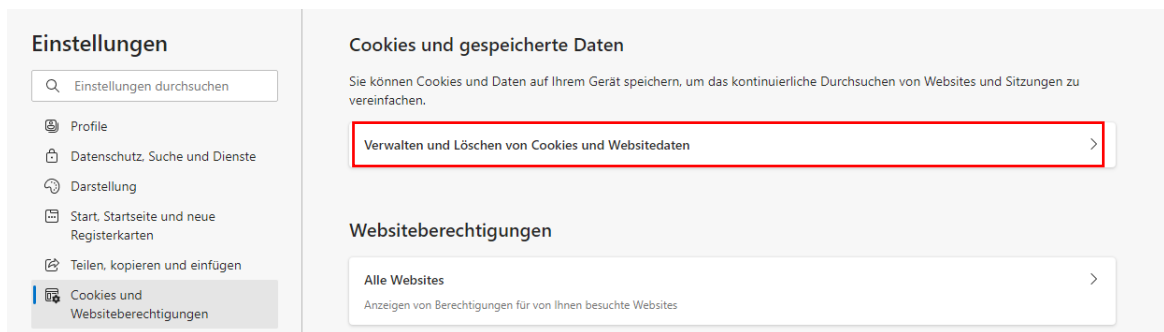 Einstellungen
Einstellungen durchsuchen
Profile
Datenschutz, Suche und Dienste
Darstellung
Start, Startseite und neue
Registerkarten
Teilen, kopieren und einfügen
Cookies und
Websiteberechtigungen
Cookies und gespeicherte Daten
Sie können Cookies und Daten auf Ihrem Gerät speichern, um das kontinuierliche Durchsuchen von Websites und Sitzungen zu
vereinfachen.
Verwalten und Löschen von Cookies und Websitedaten
Websiteberechtigungen
Alle Websites
Anzeigen von Berechtigungen für von Ihnen besuchte Websites